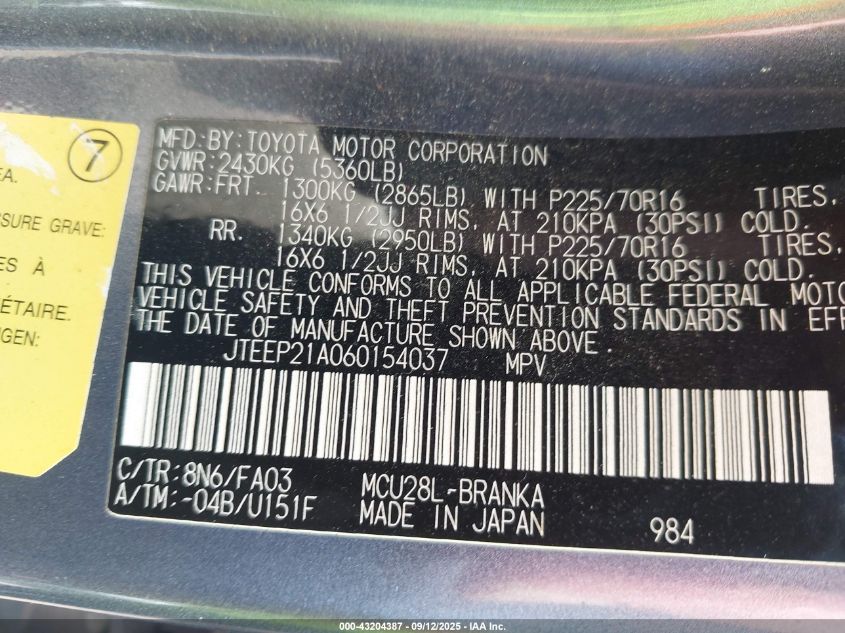 7
EA.
SSURE GRAVE:
ES À
ÉTAIRE.
NGEN:
MFD. BY: TOYOTA MOTOR CORPORATION
GVWR: 2430KG (5360LB)
GAWR: FRT. 1300KG (2865LB) WITH P225/70R16 TIRES,
16X6 1/2JJ RIMS, AT 210KPA (30PSI) COLD.
RR. 1340KG (2950LB) WITH P225/70R16 TIRES,
16X6 1/2JJ RIMS, AT 210KPA (30PSI) COLD.
THIS VEHICLE CONFORMS TO ALL APPLICABLE FEDERAL MOTO
VEHICLE SAFETY AND THEFT PREVENTION STANDARDS IN EFF
THE DATE OF MANUFACTURE SHOWN ABOVE.
JTEEP21A060154037 MPV
C/TR: 8N6/FA03 MCU28L-BRANKA
A/TM: -04B/U151F MADE IN JAPAN 984
000-43204387 - 09/12/2025 - IAA Inc.